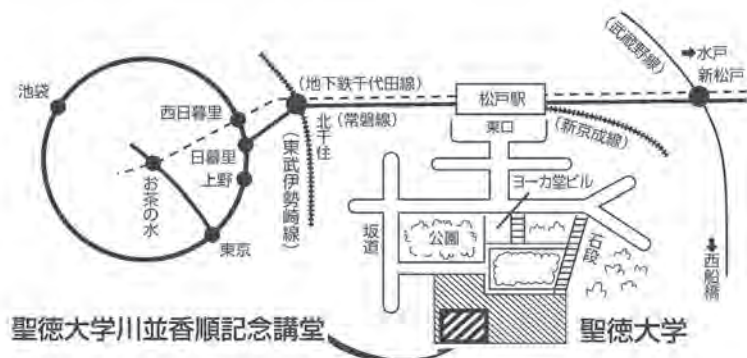 池袋
西日暮里
日暮里
上野
お茶の水
東京
北千住
(東武伊勢崎線)
(地下鉄千代田線)
(常磐線)
松戸駅
東口
(新京成線)
(武蔵野線)
➡水戸
新松戸
➡西船橋
ヨーカ堂ビル
坂道
公園
石段
聖徳大学川並香順記念講堂
聖徳大学